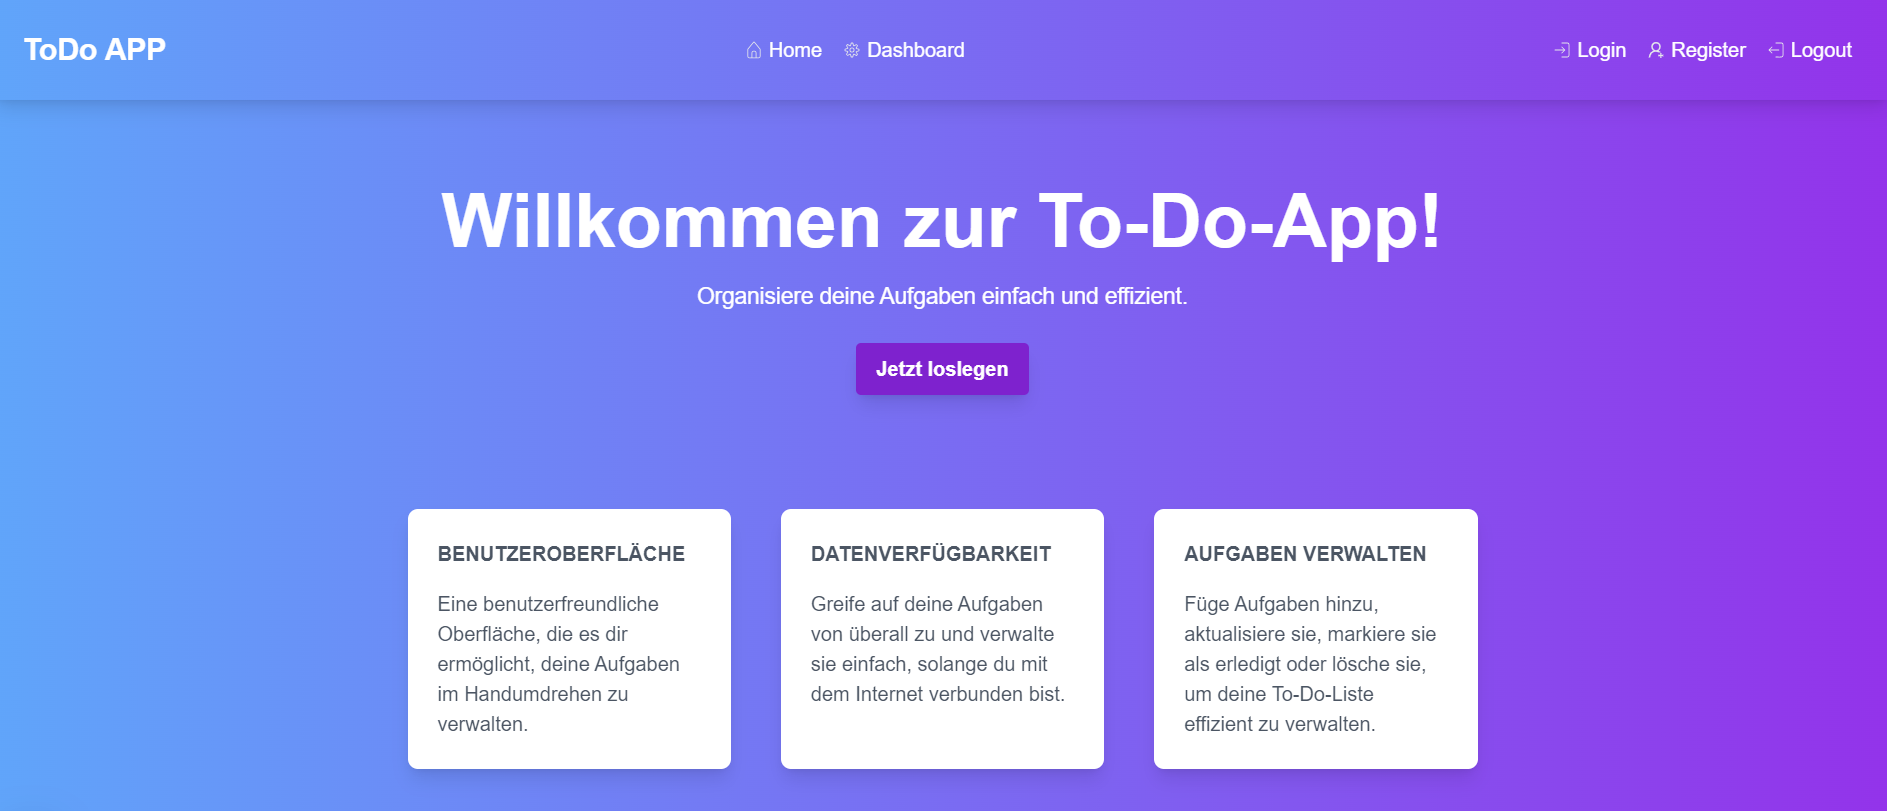 ToDo APP
Home
Dashboard
Login
Register
Logout
Willkommen zur To-Do-App!
Organisiere deine Aufgaben einfach und effizient.
Jetzt loslegen
BENUTZEROBERFLÄCHE
Eine benutzerfreundliche
Oberfläche, die es dir
ermöglicht, deine Aufgaben
im Handumdrehen zu
verwalten.
DATENVERFÜGBARKEIT
Greife auf deine Aufgaben
von überall zu und verwalte
sie einfach, solange du mit
dem Internet verbunden bist.
AUFGABEN VERWALTEN
Füge Aufgaben hinzu,
aktualisiere sie, markiere sie
als erledigt oder lösche sie,
um deine To-Do-Liste
effizient zu verwalten.